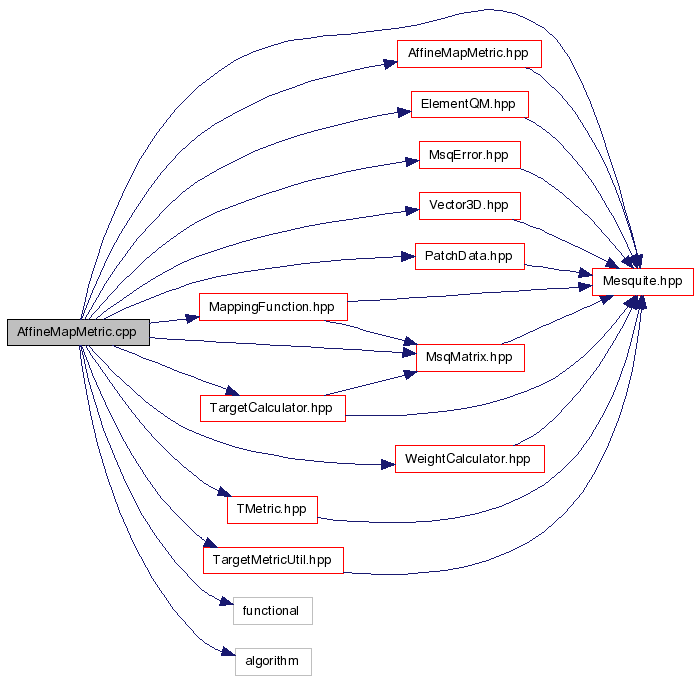 AffineMapMetric.hpp
ElementQM.hpp
MsqError.hpp
Vector3D.hpp
PatchData.hpp
Mesquite.hpp
MappingFunction.hpp
AffineMapMetric.cpp
MsqMatrix.hpp
TargetCalculator.hpp
WeightCalculator.hpp
TMetric.hpp
TargetMetricUtil.hpp
functional
algorithm